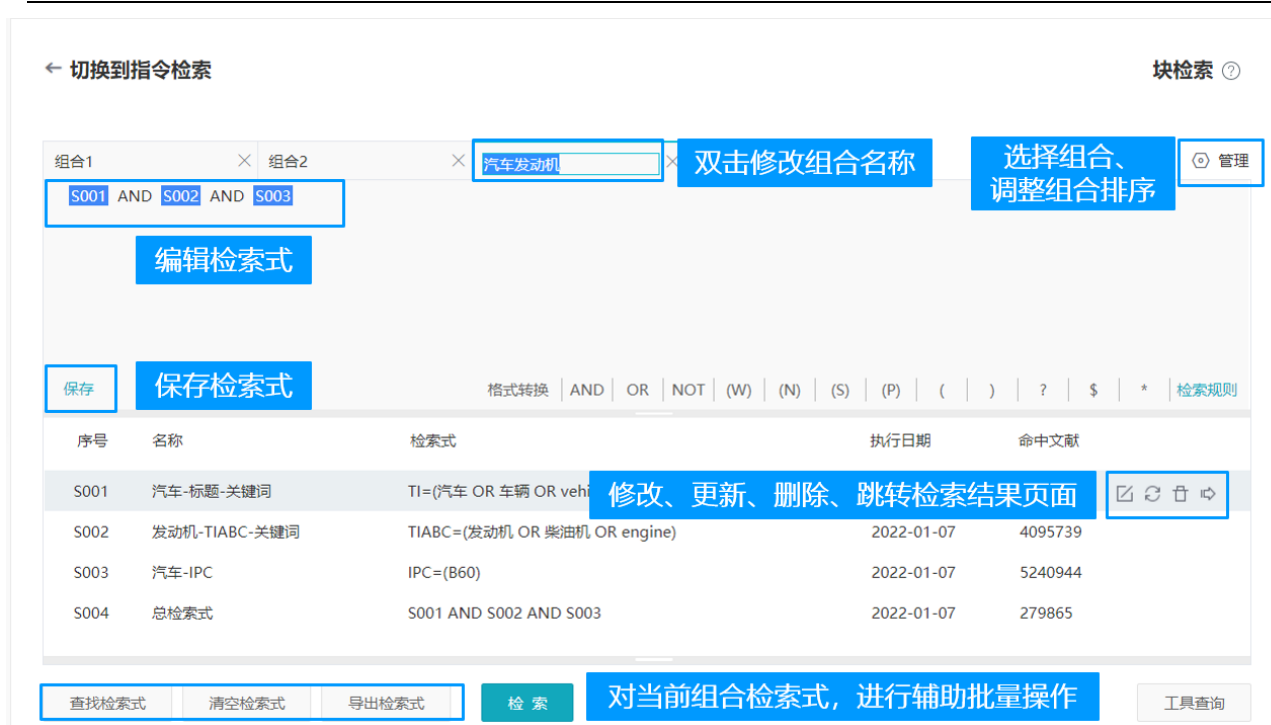 ← 切换到指令检索
块检索 ?
组合1 × 组合2 × 汽车发动机 × 双击修改组合名称
选择组合、
调整组合排序
管理
S001 AND S002 AND S003
编辑检索式
保存 保存检索式 格式转换 | AND | OR | NOT | (W) | (N) | (S) | (P) | ( | ) | ? | $ | * | 检索规则
序号 名称 检索式 执行日期 命中文献
S001 汽车-标题-关键词 TI=(汽车 OR 车辆 OR vehi 修改、更新、删除、跳转检索结果页面
S002 发动机-TIABC-关键词 TIABC=(发动机 OR 柴油机 OR engine) 2022-01-07 4095739
S003 汽车-IPC IPC=(B60) 2022-01-07 5240944
S004 总检索式 S001 AND S002 AND S003 2022-01-07 279865
查找检索式 清空检索式 导出检索式 检 索 对当前组合检索式，进行辅助批量操作 工具查询